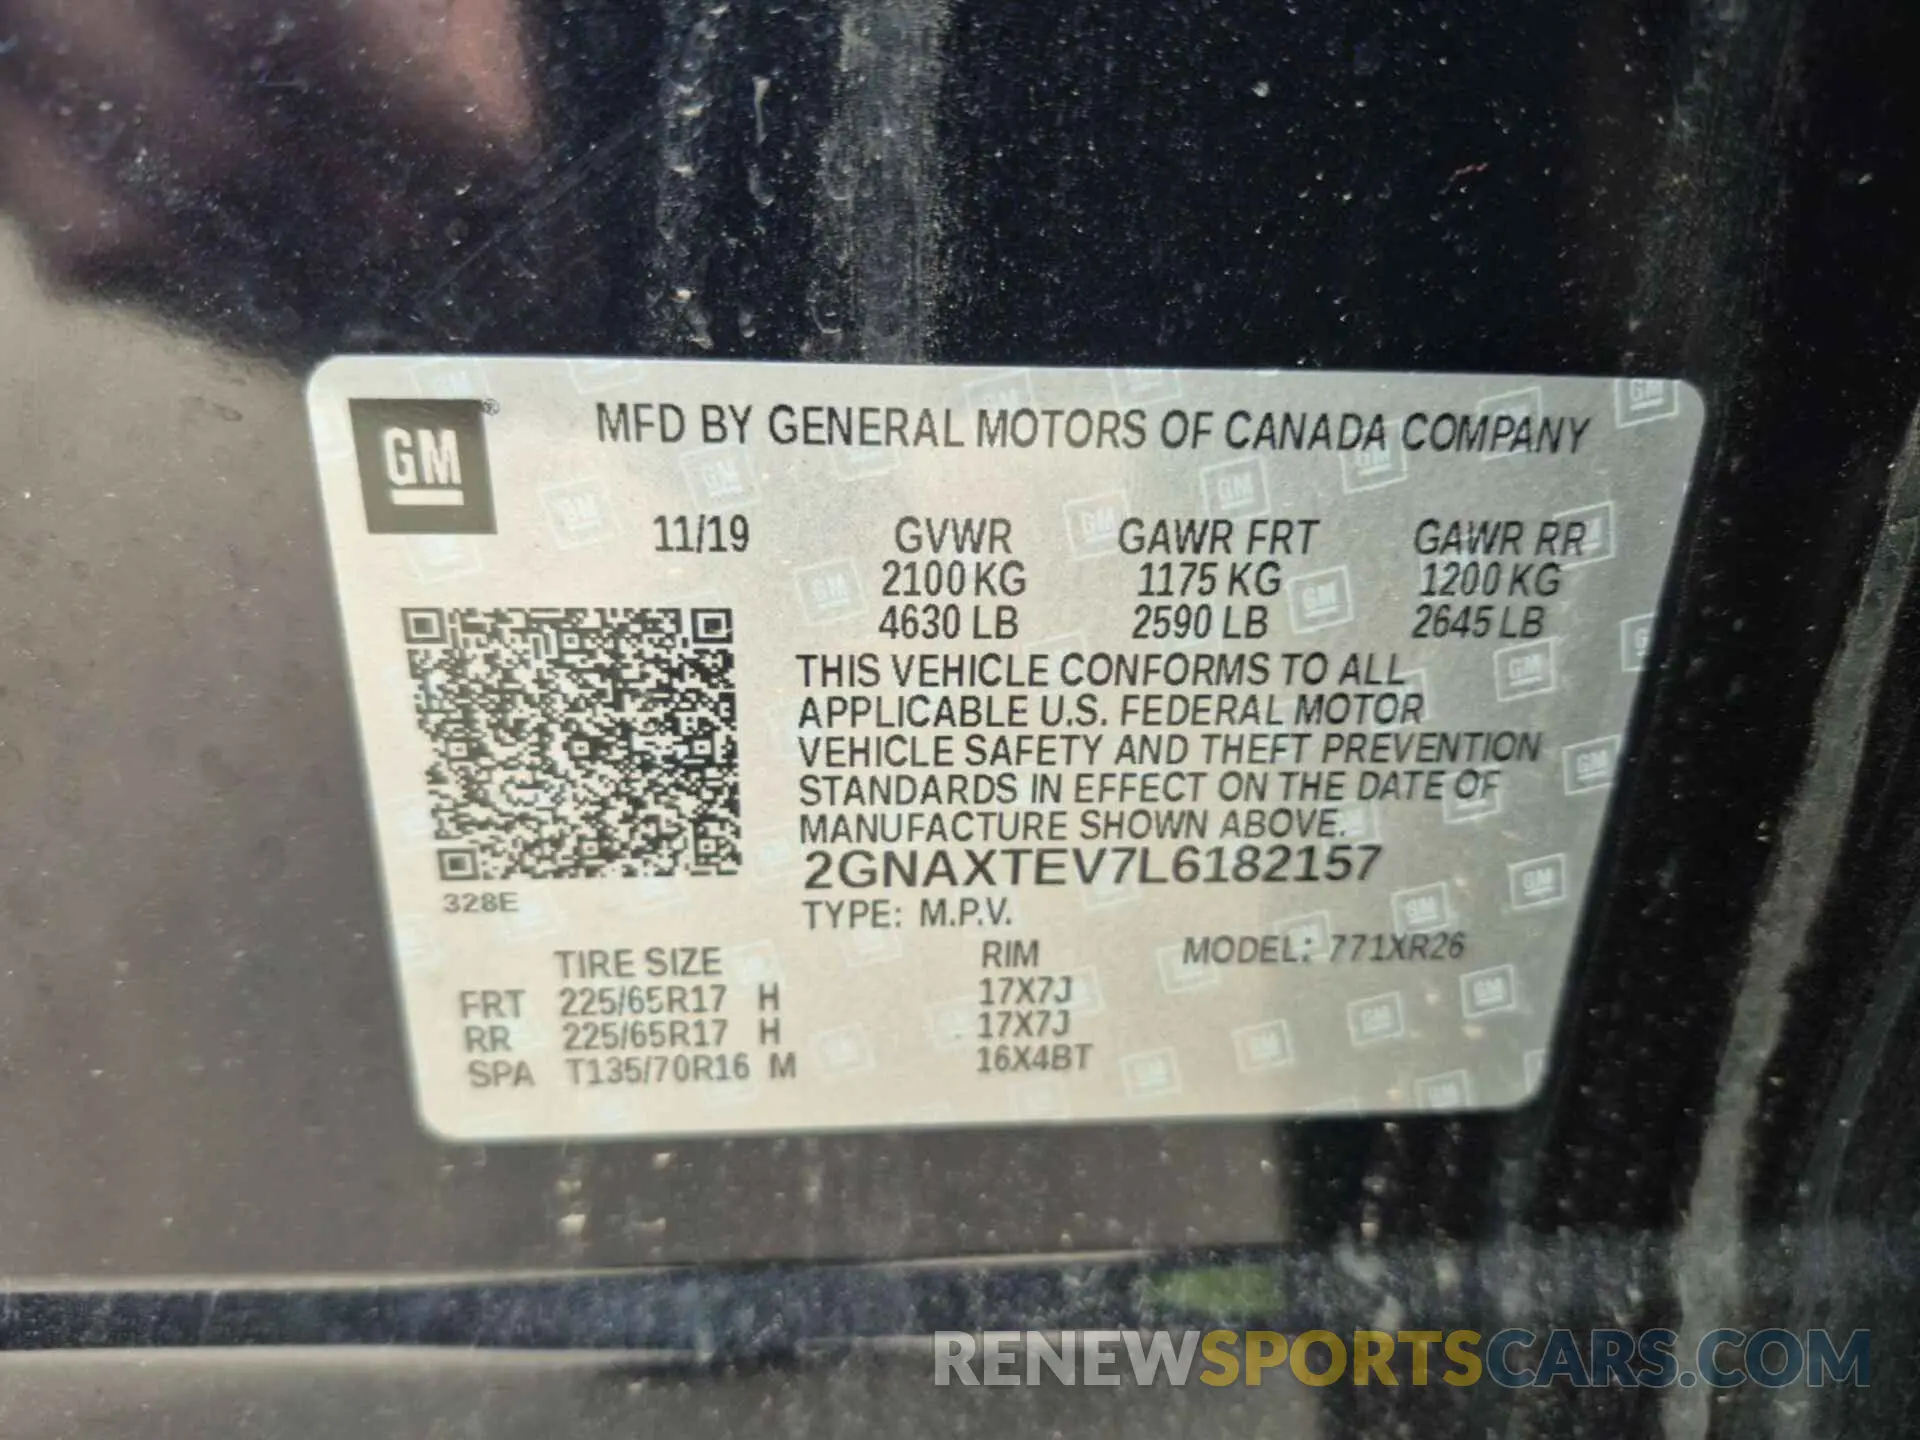 GM ® MFD BY GENERAL MOTORS OF CANADA COMPANY
11/19 GVWR GAWR FRT GAWR RR
2100 KG 1175 KG 1200 KG
4630 LB 2590 LB 2645 LB
THIS VEHICLE CONFORMS TO ALL
APPLICABLE U.S. FEDERAL MOTOR
VEHICLE SAFETY AND THEFT PREVENTION
STANDARDS IN EFFECT ON THE DATE OF
MANUFACTURE SHOWN ABOVE.
2GNAXTEV7L6182157
328E
TYPE: M.P.V.
TIRE SIZE RIM MODEL: 771XR26
FRT 225/65R17 H 17X7J
RR 225/65R17 H 17X7J
SPA T135/70R16 M 16X4BT
RENEWSPORTSCARS.COM